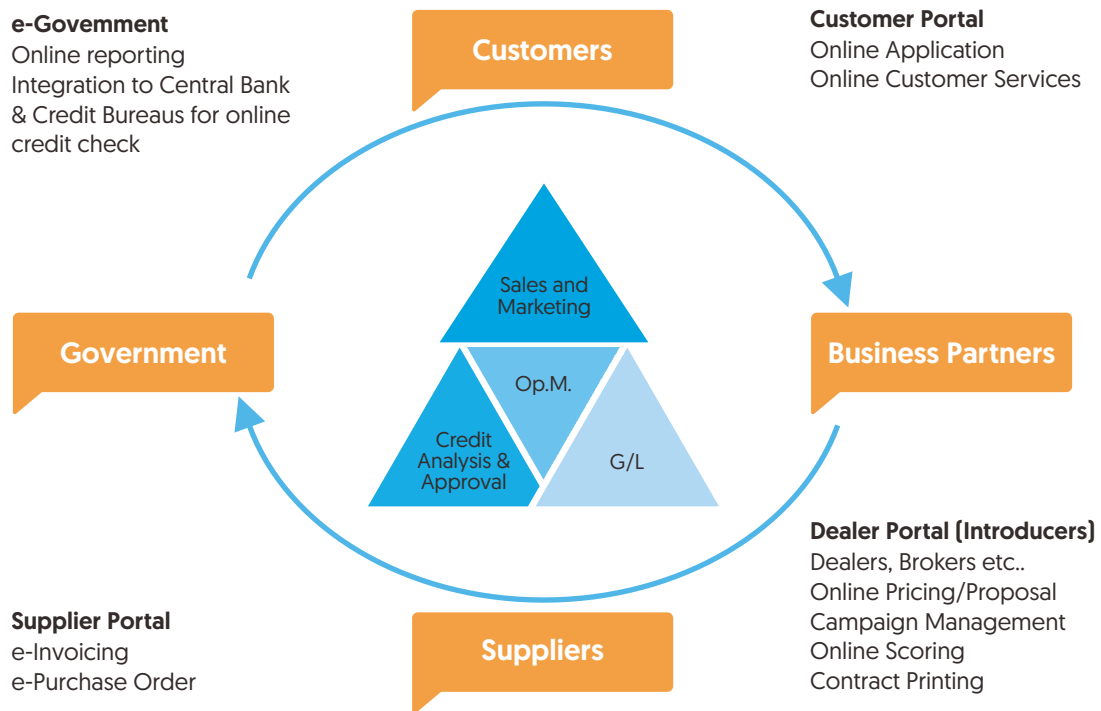 e-Govemment
Online reporting
Integration to Central Bank
& Credit Bureaus for online
credit check
Customers
Customer Portal
Online Application
Online Customer Services
Sales and
Marketing
Government
Business Partners
Op.M.
Credit
Analysis &
Approval
G/L
Supplier Portal
e-Invoicing
e-Purchase Order
Suppliers
Dealer Portal (Introducers)
Dealers, Brokers etc..
Online Pricing/Proposal
Campaign Management
Online Scoring
Contract Printing